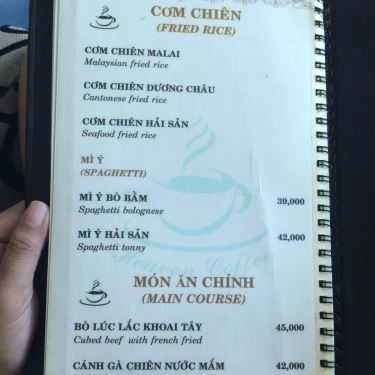 CƠM CHIÊN
(FRIED RICE)
CƠM CHIÊN MALAI
Malaysian fried rice
CƠM CHIÊN DƯƠNG CHÂU
Cantonese fried rice
CƠM CHIÊN HẢI SẢN
Seafood fried rice
MÌ Ý
(SPAGHETTI)
MÌ Ý BÒ BẰM 39,000
Spaghetti bolognese
MÌ Ý HẢI SẢN 42,000
Spaghetti tonny
Heaven Coffee
MÓN ĂN CHÍNH
(MAIN COURSE)
BÒ LÚC LẮC KHOAI TÂY 45,000
Cubed beef with french fried
CÁNH GÀ CHIÊN NƯỚC MẮM 42,000